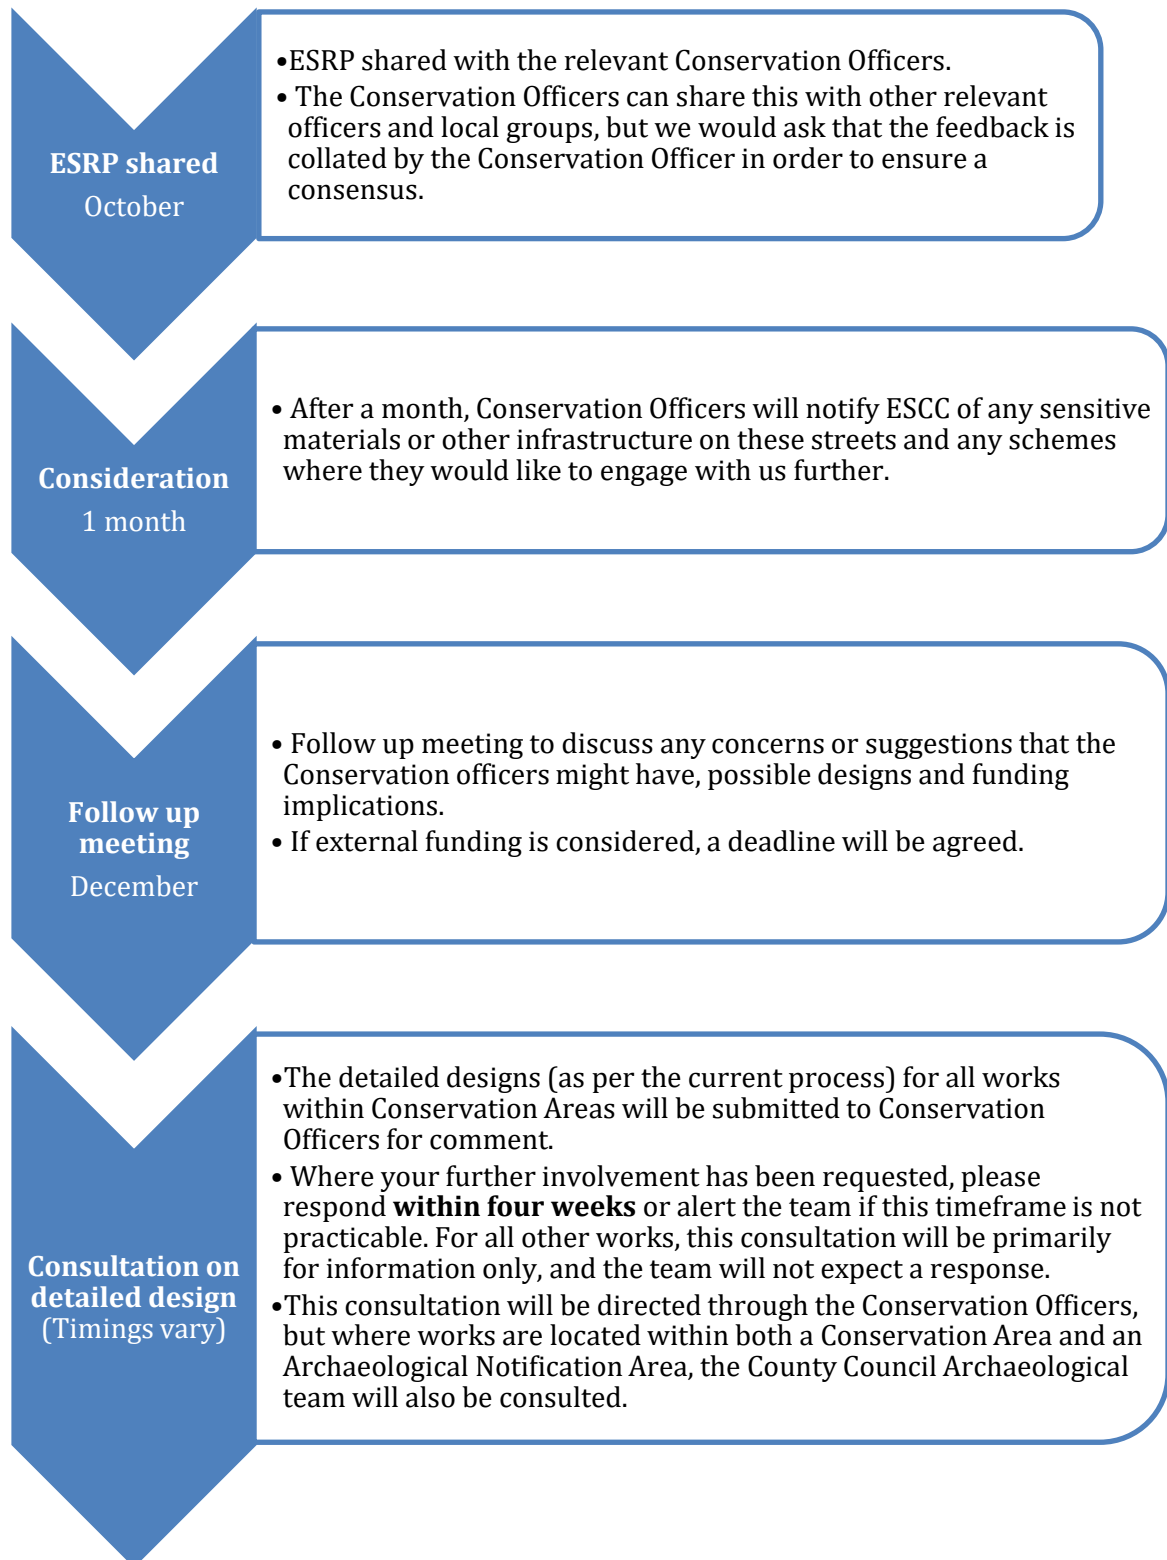 ESRP shared
October
•ESRP shared with the relevant Conservation Officers.
• The Conservation Officers can share this with other relevant
officers and local groups, but we would ask that the feedback is
collated by the Conservation Officer in order to ensure a
consensus.
Consideration
1 month
• After a month, Conservation Officers will notify ESCC of any sensitive
materials or other infrastructure on these streets and any schemes
where they would like to engage with us further.
Follow up
meeting
December
• Follow up meeting to discuss any concerns or suggestions that the
Conservation officers might have, possible designs and funding
implications.
• If external funding is considered, a deadline will be agreed.
Consultation on
detailed design
(Timings vary)
•The detailed designs (as per the current process) for all works
within Conservation Areas will be submitted to Conservation
Officers for comment.
• Where your further involvement has been requested, please
respond within four weeks or alert the team if this timeframe is not
practicable. For all other works, this consultation will be primarily
for information only, and the team will not expect a response.
•This consultation will be directed through the Conservation Officers,
but where works are located within both a Conservation Area and an
Archaeological Notification Area, the County Council Archaeological
team will also be consulted.